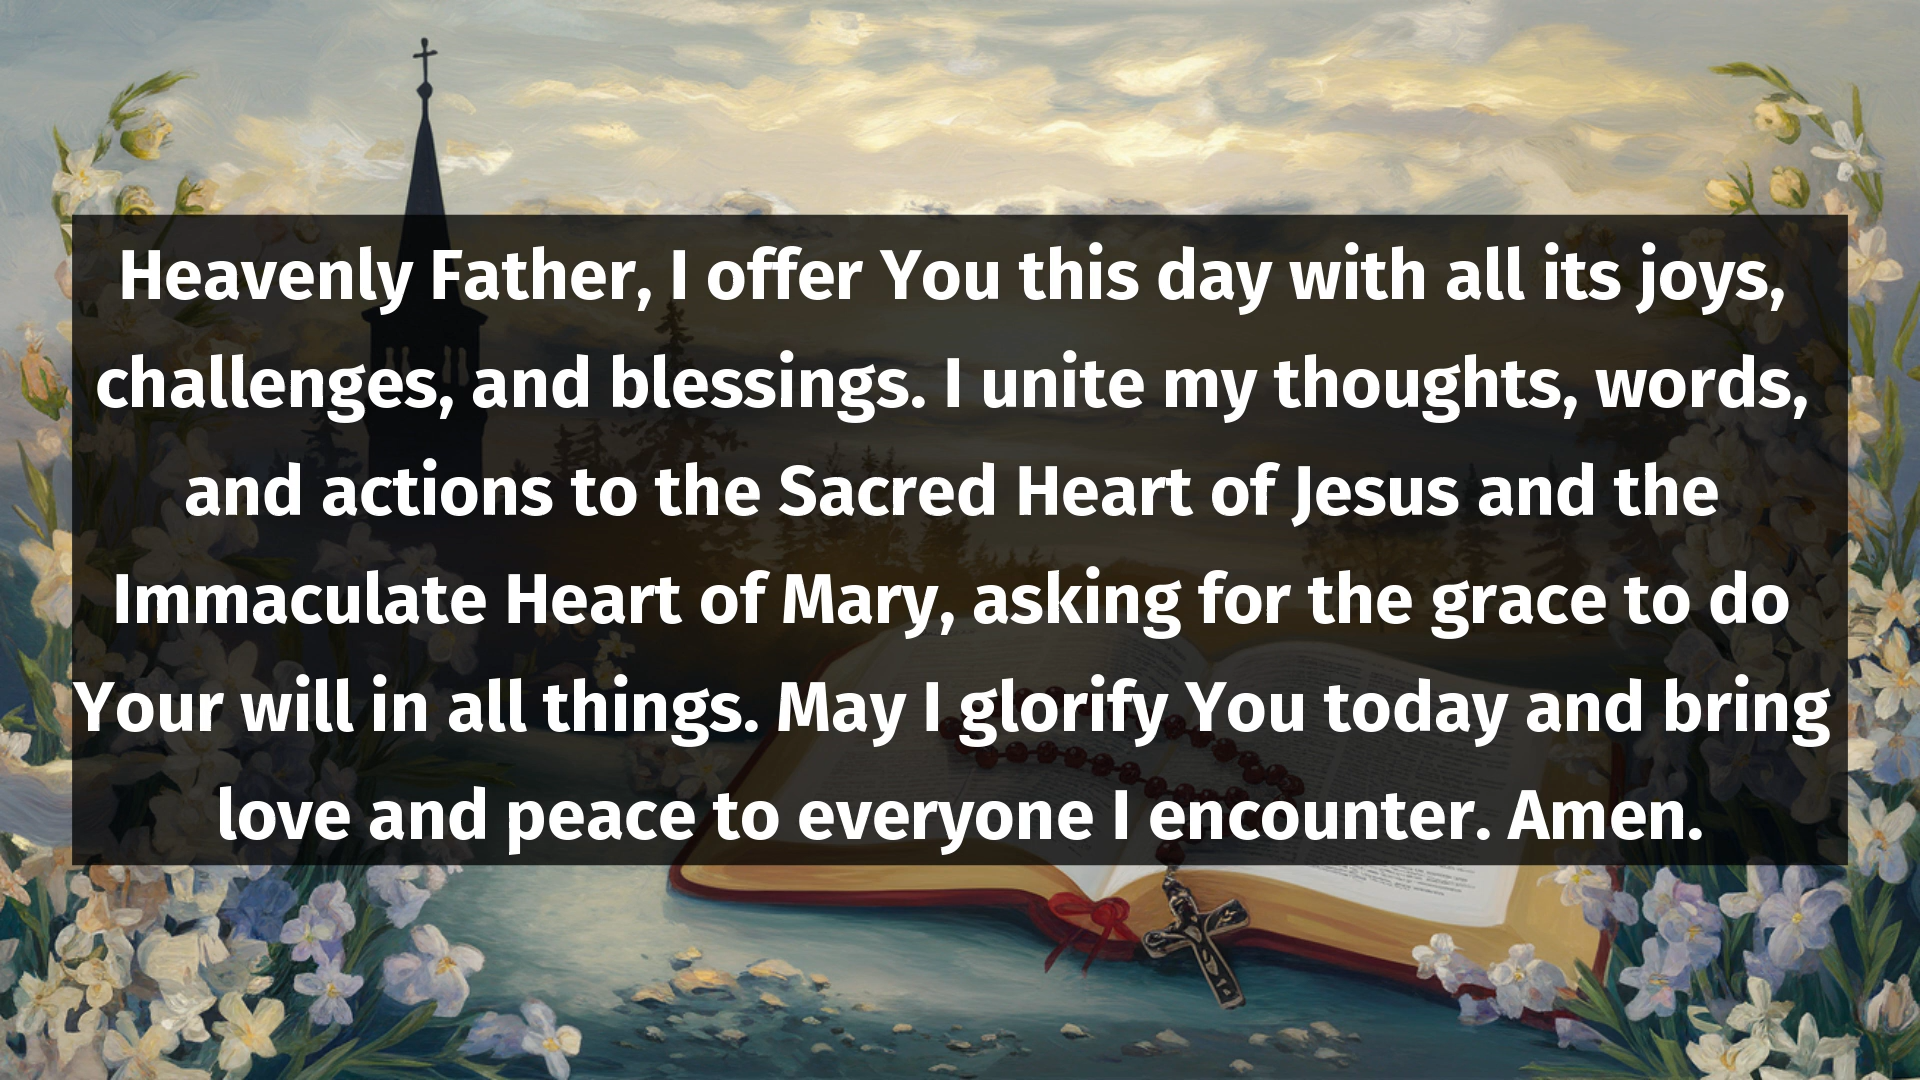 Heavenly Father, I offer You this day with all its joys,
challenges, and blessings. I unite my thoughts, words,
and actions to the Sacred Heart of Jesus and the
Immaculate Heart of Mary, asking for the grace to do
Your will in all things. May I glorify You today and bring
love and peace to everyone I encounter. Amen.